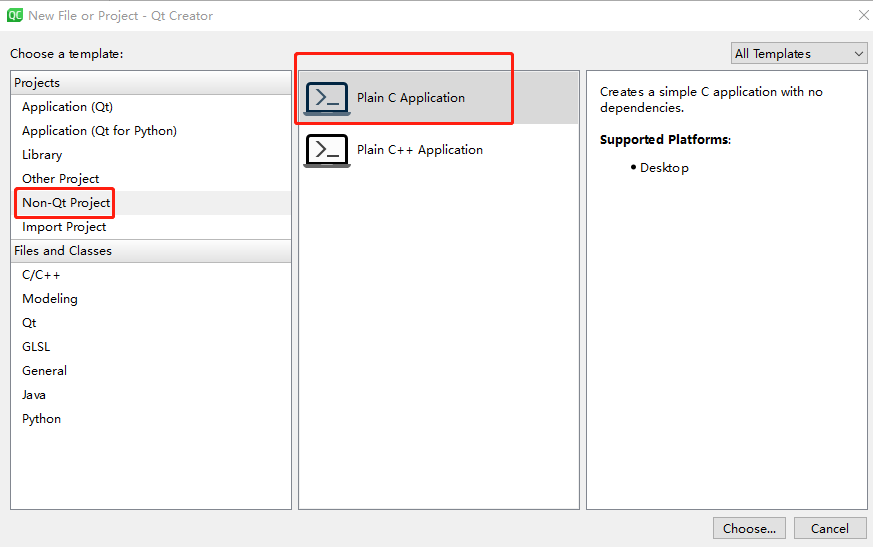 QC New File or Project - Qt Creator
Choose a template:
All Templates
Projects
Application (Qt)
Application (Qt for Python)
Library
Other Project
Non-Qt Project
Import Project
Files and Classes
C/C++
Modeling
Qt
GLSL
General
Java
Python
Plain C Application
Plain C++ Application
Creates a simple C application with no
dependencies.
Supported Platforms:
• Desktop
Choose...
Cancel